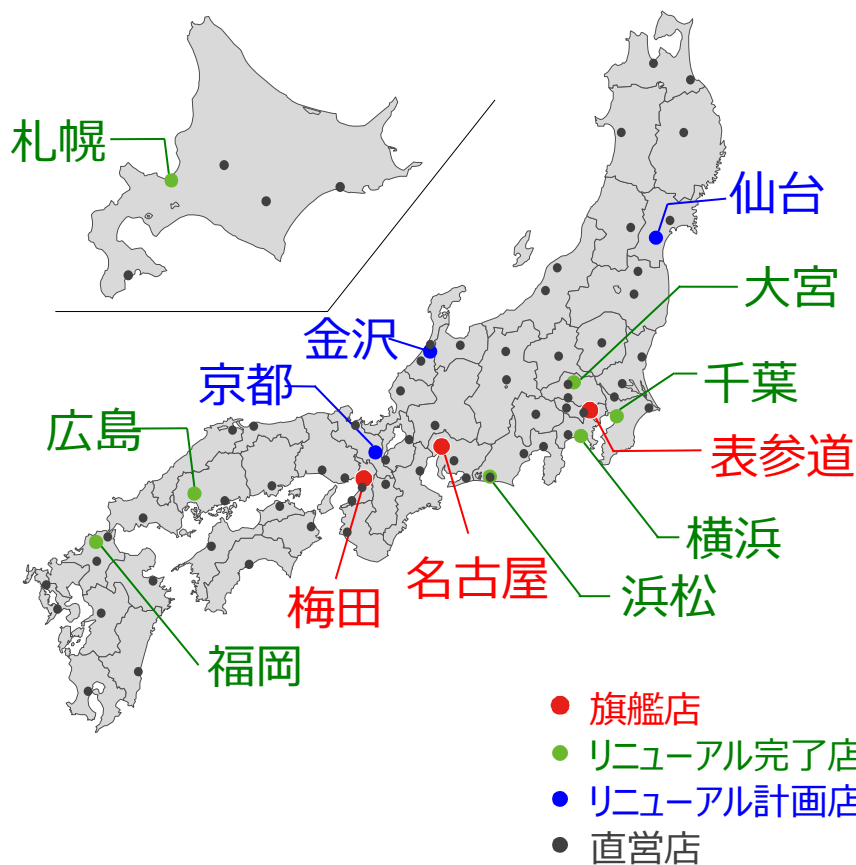 札幌
仙台
大宮
金沢
京都
千葉
広島
表参道
横浜
名古屋
梅田
浜松
福岡
旗艦店
リニューアル完了店
リニューアル計画店
直営店